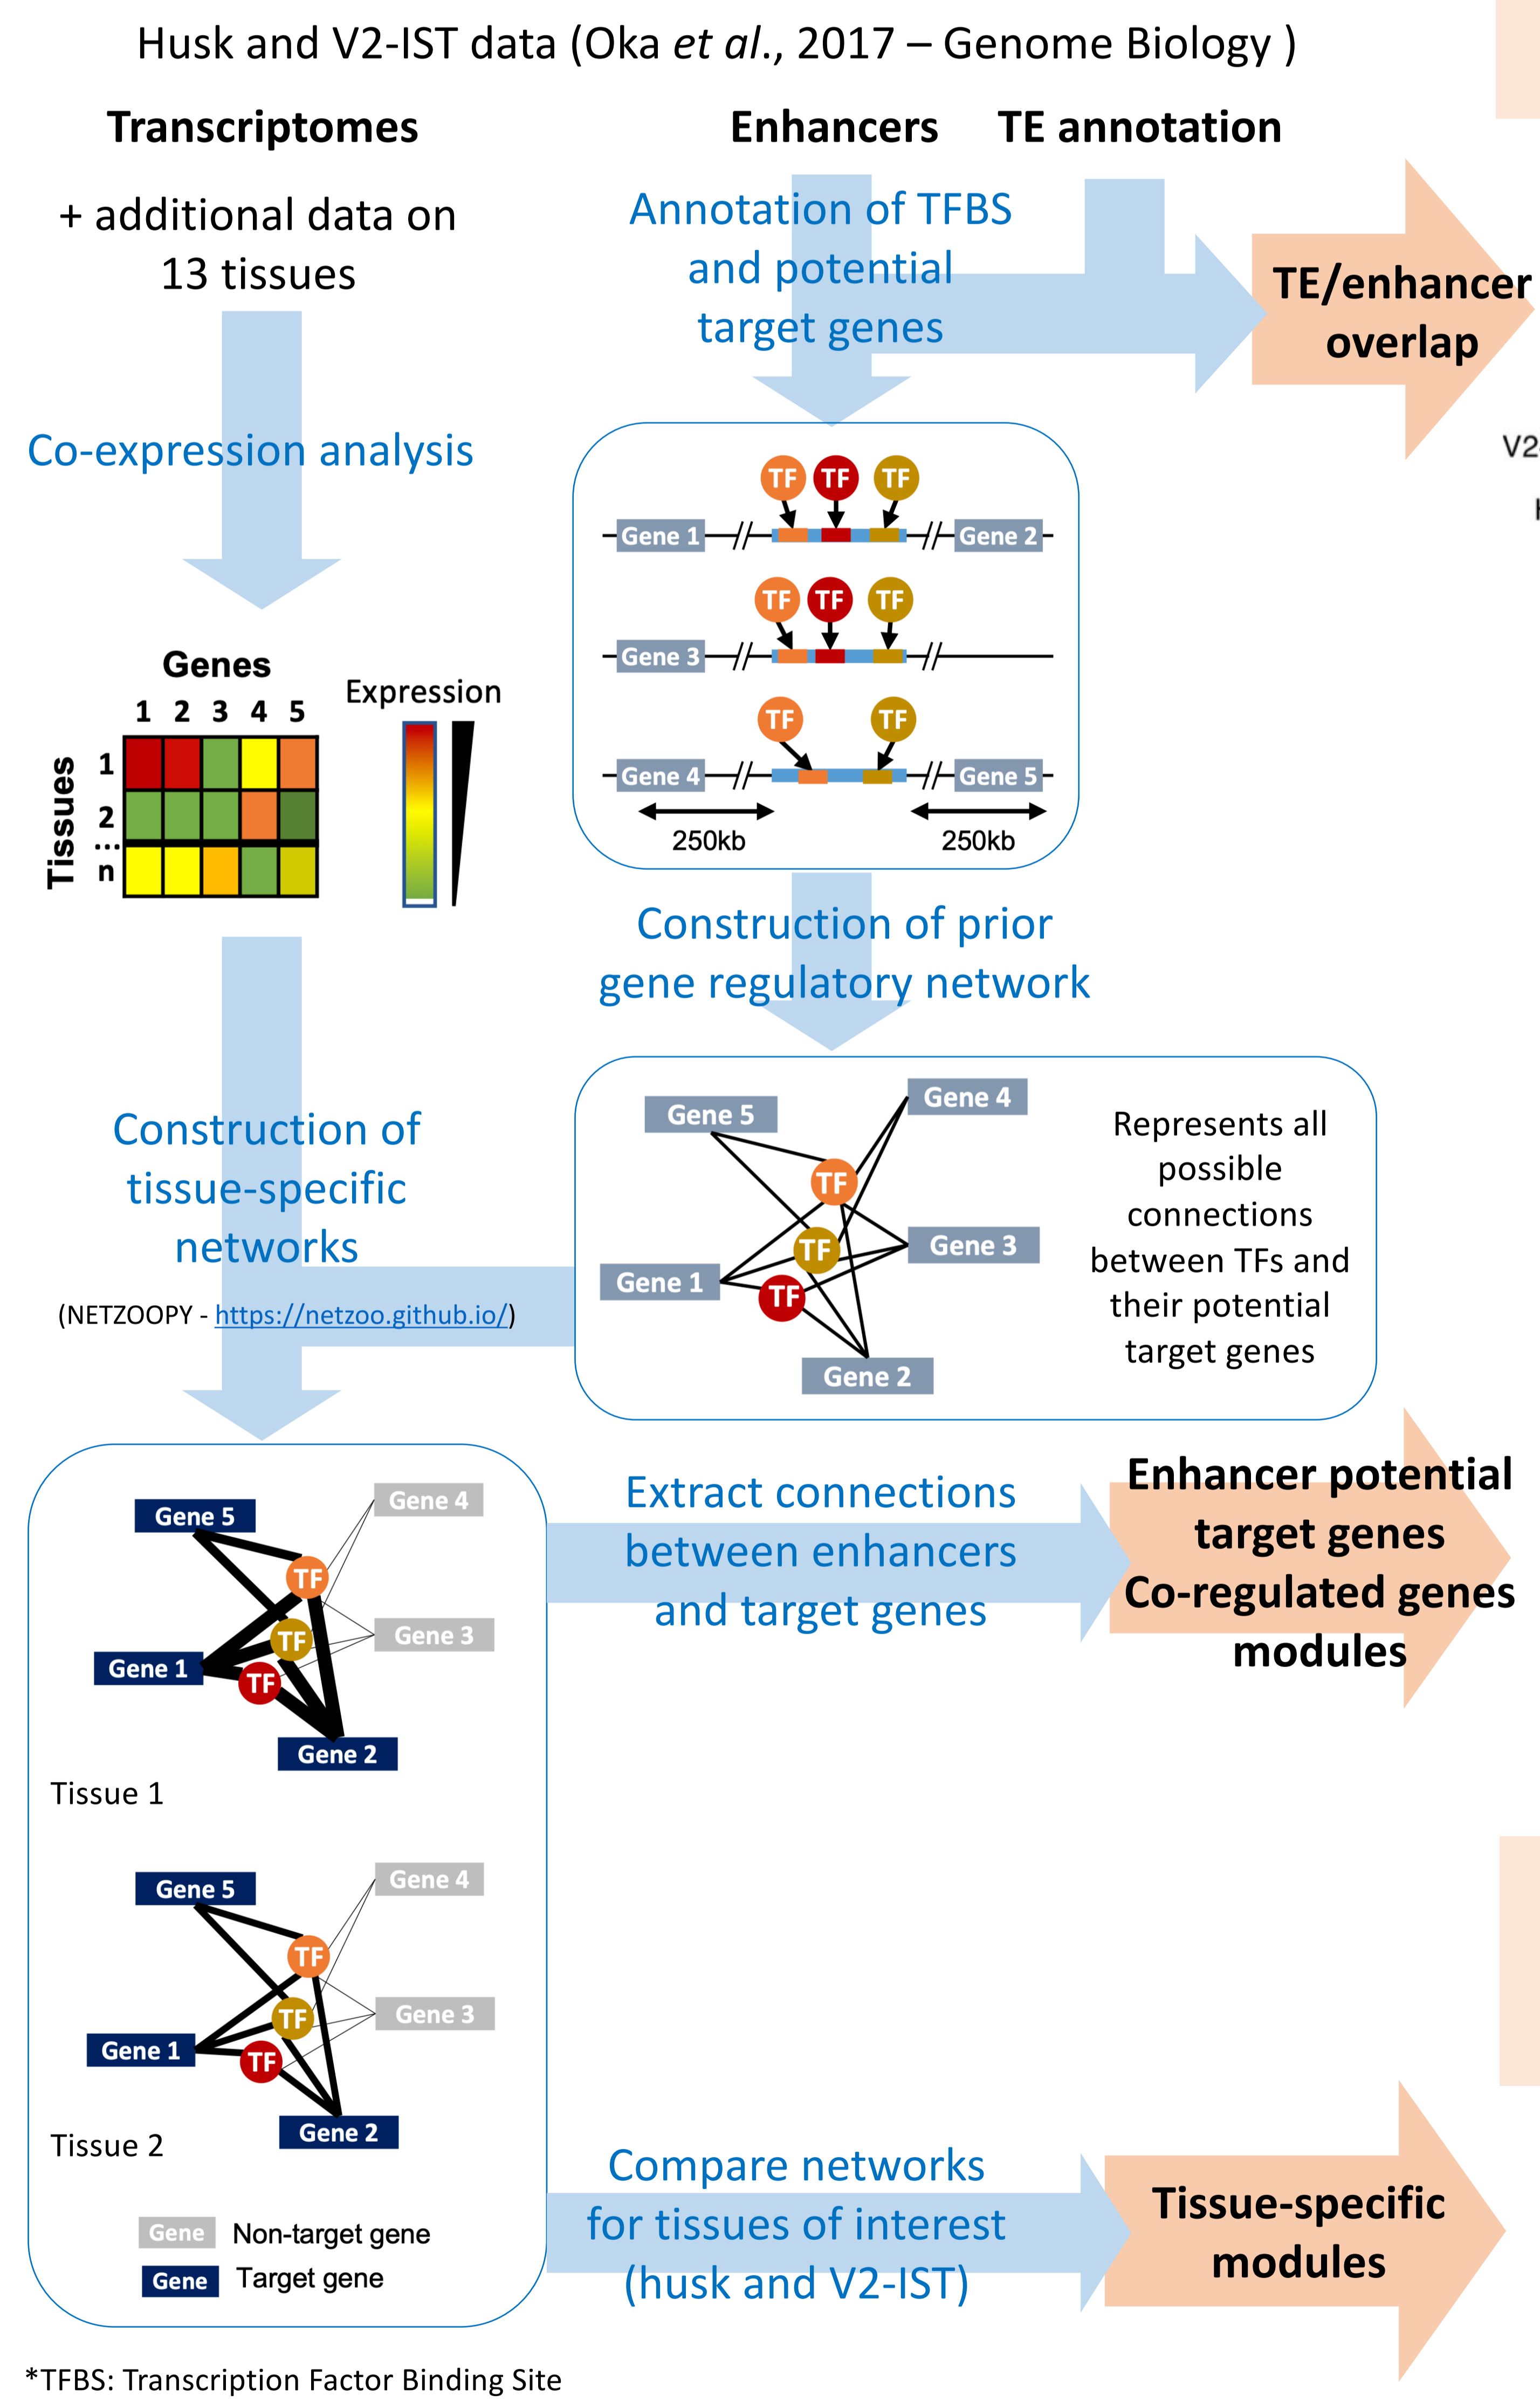 Husk and V2-IST data (Oka et al., 2017 – Genome Biology )
Transcriptomes
+ additional data on
13 tissues
Co-expression analysis
Enhancers
TE annotation
Annotation of TFBS
and potential
target genes
TE/enhancer
overlap
V2
TF TF TF
Gene 1 // // Gene 2
TF TF TF
Gene 3 // //
TF TF
Gene 4 // // Gene 5
250kb 250kb
Genes
1 2 3 4 5
Tissues
1
2
...
n
Expression
Construction of prior
gene regulatory network
Gene 5
Gene 4
TF
TF
Gene 3
Gene 1
TF
Gene 2
Represents all
possible
connections
between TFs and
their potential
target genes
Construction of
tissue-specific
networks
(NETZOOPY - https://netzoo.github.io/)
Gene 4
Gene 5
TF
TF
Gene 3
Gene 1
TF
Gene 2
Tissue 1
Gene 4
Gene 5
TF
Gene 3
TF
Gene 1
TF
Gene 2
Tissue 2
Gene Non-target gene
Gene Target gene
Extract connections
between enhancers
and target genes
Enhancer potential
target genes
Co-regulated genes
modules
Compare networks
for tissues of interest
(husk and V2-IST)
Tissue-specific
modules
*TFBS: Transcription Factor Binding Site